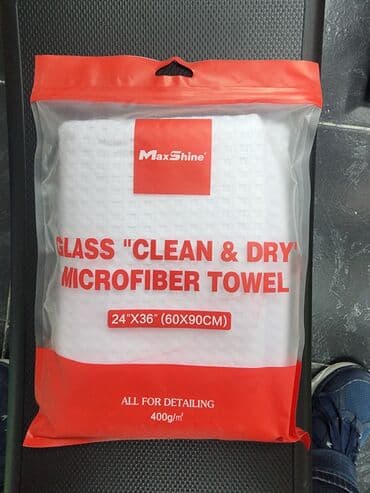 MaxShine®
GLASS "CLEAN & DRY"
MICROFIBER TOWEL
24"X36" (60X90CM)
ALL FOR DETAILING
400g/㎡